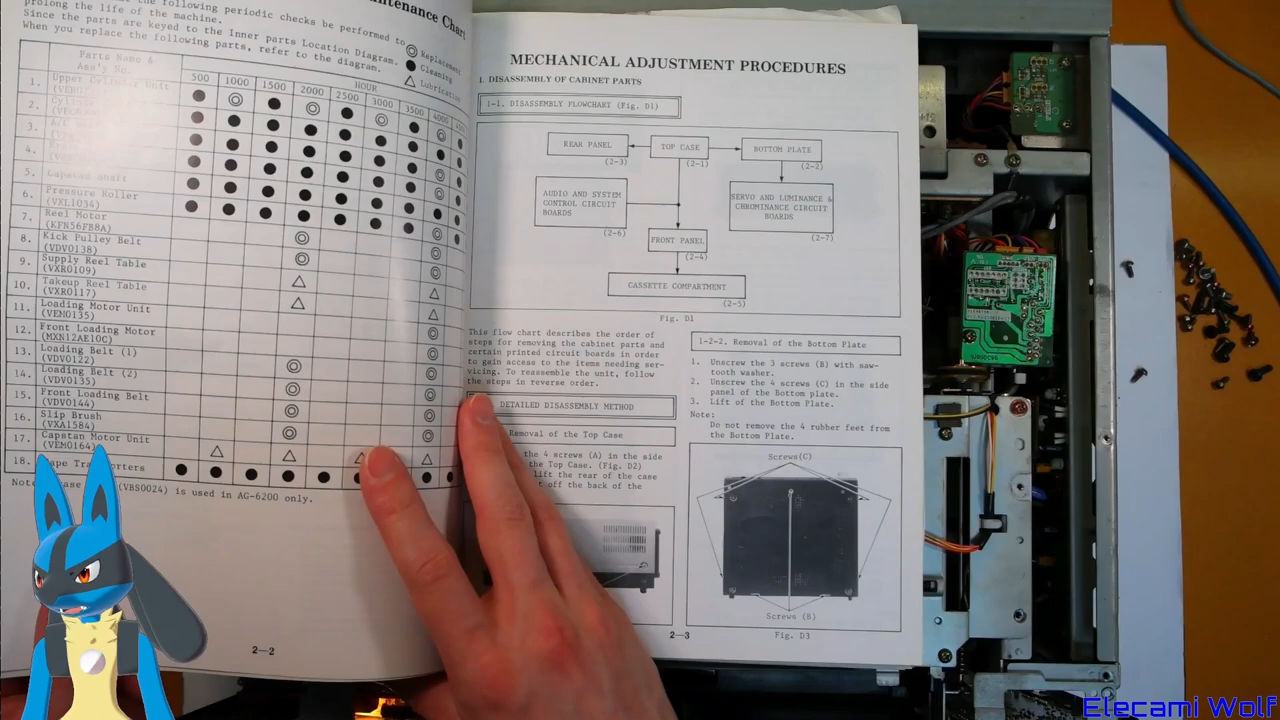 ntenance Chart
following periodic checks be performed to
prolong the life of the machine.
Since the parts are keyed to the Inner parts Location Diagram.
When you replace the following parts, refer to the diagram.
◎ Replacement
● Cleaning
△ Lubrication
Parts Name &
Ass'y No.
HOUR
500 1000 1500 2000 2500 3000 3500 4000
1. Upper Cylinder Unit
2.
3.
4.
5. Capstan Shaft
6. Pressure Roller
(VXL1034)
7. Reel Motor
(KFN56FB8A)
8. Kick Pulley Belt
(VDV0138)
9. Supply Reel Table
(VXR0109)
10. Takeup Reel Table
(VXR0117)
11. Loading Motor Unit
(VEM0135)
12. Front Loading Motor
(MXN12AE10C)
13. Loading Belt (1)
(VDV0122)
14. Loading Belt (2)
(VDV0135)
15. Front Loading Belt
(VDV0144)
16. Slip Brush
(VXA1584)
17. Capstan Motor Unit
(VEM0164)
18. Tape Transporters
(VBS0024) is used in AG-6200 only.
2—2
MECHANICAL ADJUSTMENT PROCEDURES
1. DISASSEMBLY OF CABINET PARTS
1-1. DISASSEMBLY FLOWCHART (Fig. D1)
REAR PANEL
(2-3)
TOP CASE
(2-1)
BOTTOM PLATE
(2-2)
AUDIO AND SYSTEM
CONTROL CIRCUIT
BOARDS
(2-6)
SERVO AND LUMINANCE &
CHROMINANCE CIRCUIT
BOARDS
(2-7)
FRONT PANEL
(2-4)
CASSETTE COMPARTMENT
(2-5)
Fig. D1
This flow chart describes the order of
steps for removing the cabinet parts and
certain printed circuit boards in order
to gain access to the items needing ser-
vicing. To reassemble the unit, follow
the steps in reverse order.
DETAILED DISASSEMBLY METHOD
Removal of the Top Case
the 4 screws (A) in the side
the Top Case. (Fig. D2)
lift the rear of the case
off the back of the
1-2-2. Removal of the Bottom Plate
1. Unscrew the 3 screws (B) with saw-
tooth washer.
2. Unscrew the 4 screws (C) in the side
panel of the Bottom plate.
3. Lift of the Bottom Plate.
Note:
Do not remove the 4 rubber feet from
the Bottom Plate.
Screws(C)
Screws (B)
Fig. D3
2—3
Elecami Wolf